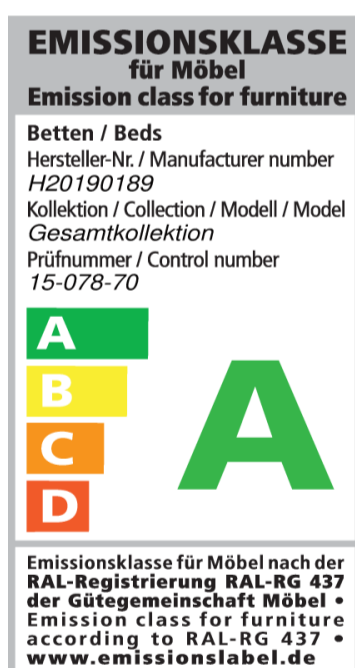 EMISSIONSKLASSE
für Möbel
Emission class for furniture
Betten / Beds
Hersteller-Nr. / Manufacturer number
H20190189
Kollektion / Collection / Modell / Model
Gesamtkollektion
Prüfnummer / Control number
15-078-70
A
B
C
D
A
Emissionsklasse für Möbel nach der
RAL-Registrierung RAL-RG 437
der Gütegemeinschaft Möbel •
Emission class for furniture
according to RAL-RG 437 •
www.emissionslabel.de